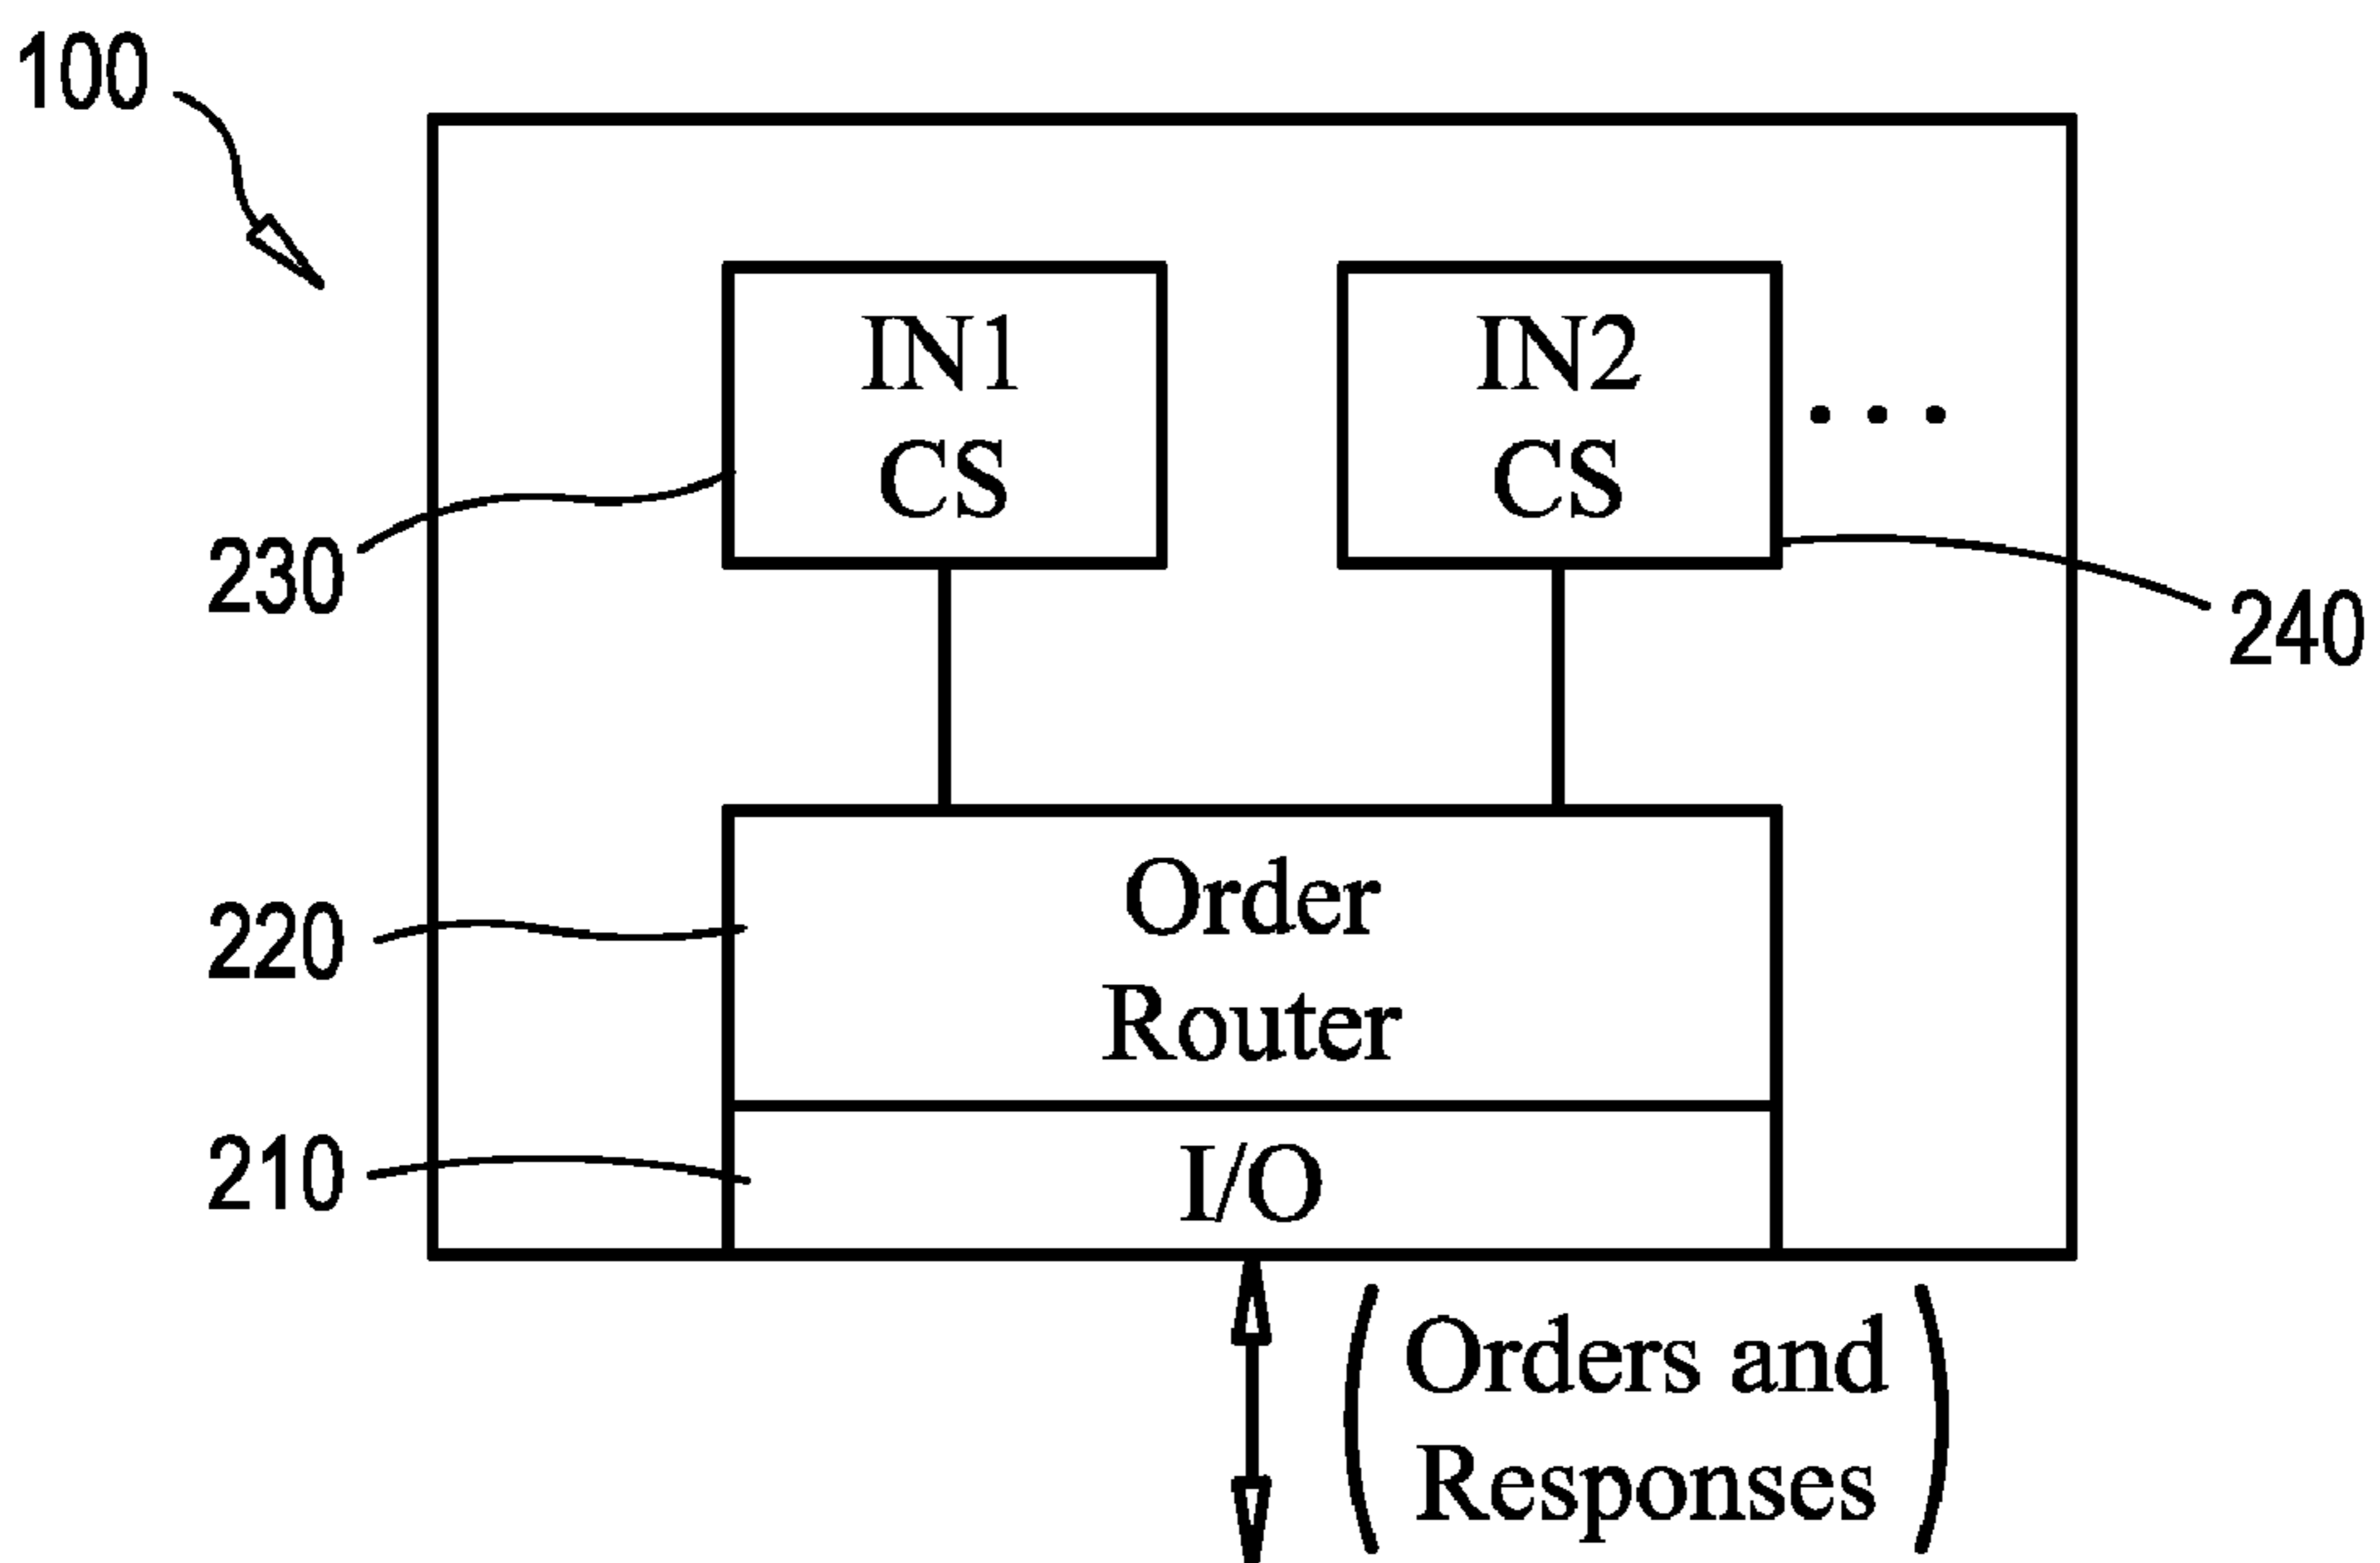 100
IN1
CS
IN2
CS
...
230
240
Order
Router
220
210
I/O
(Orders and
Responses)